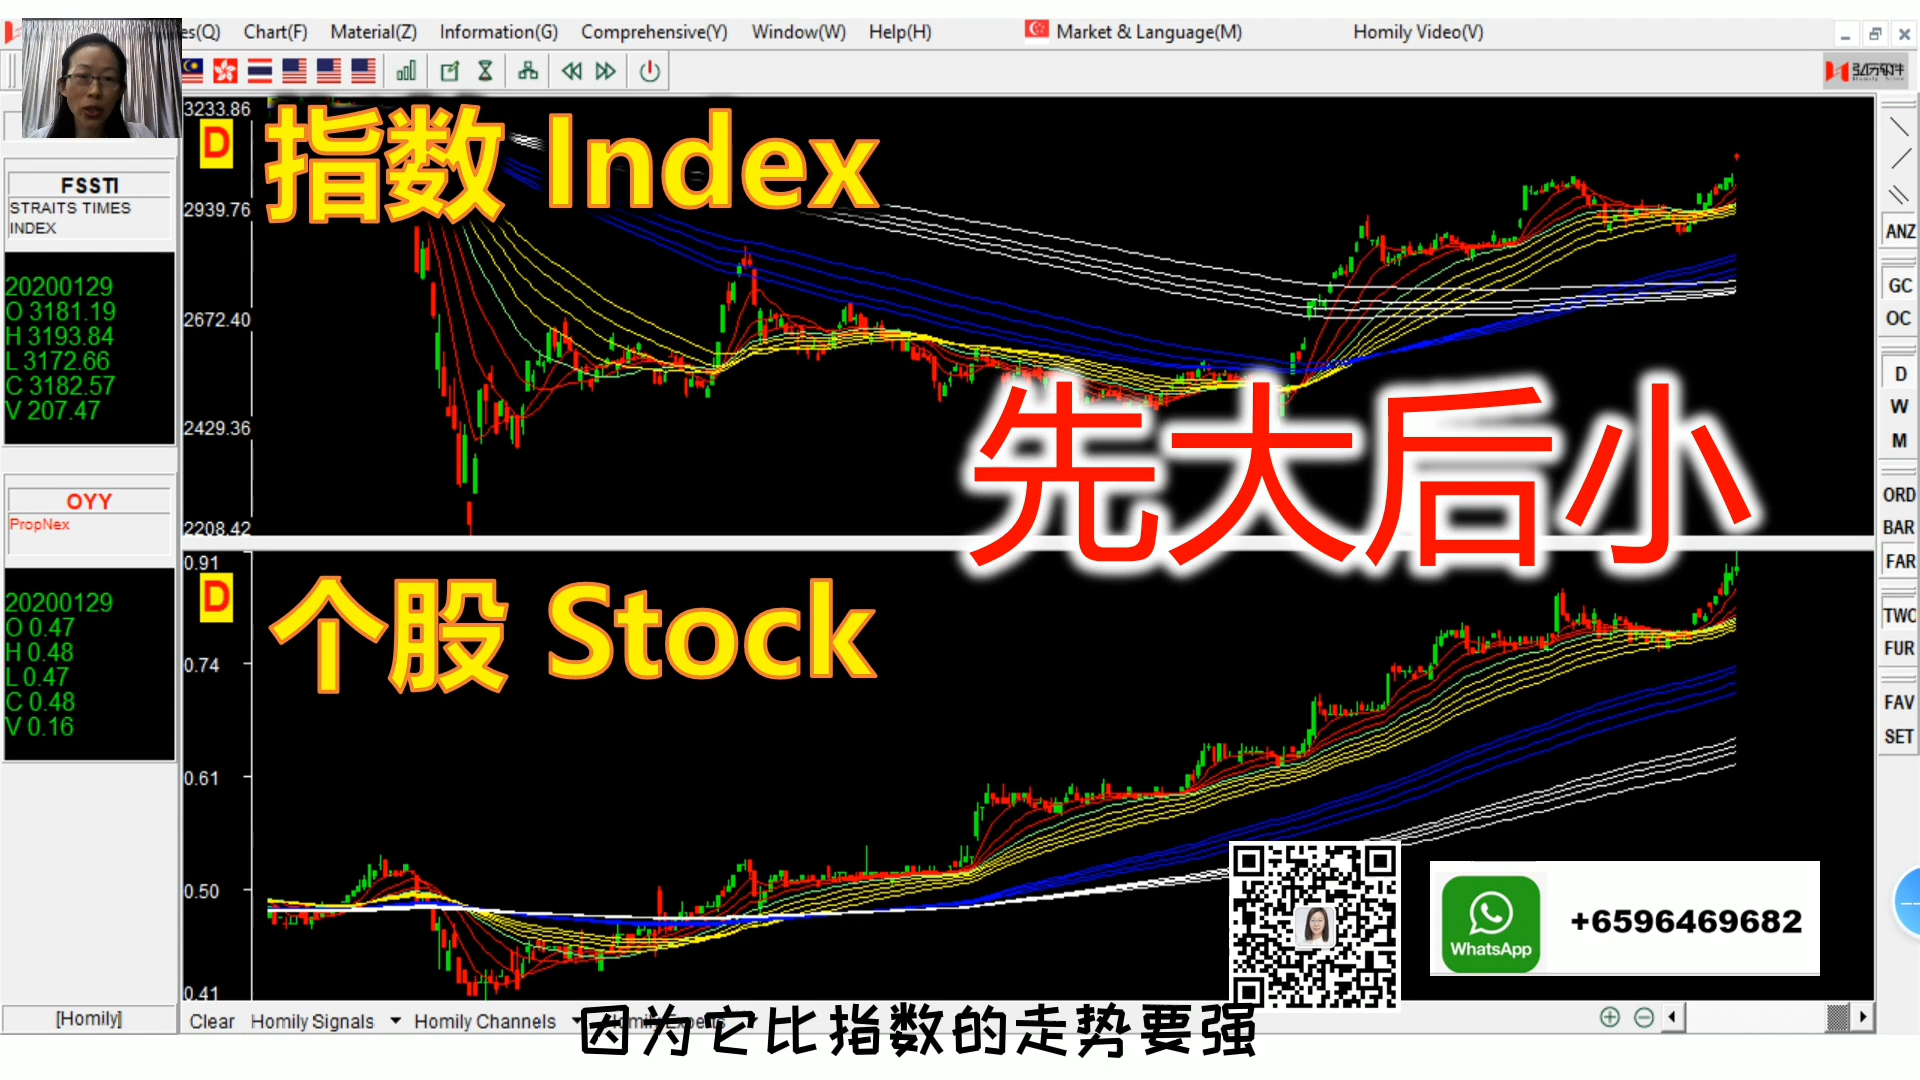 es(Q) Chart(F) Material(Z) Information(G) Comprehensive(Y) Window(W) Help(H) Market & Language(M) Homily Video(V)
弘历软件
FSSTI
STRAITS TIMES
INDEX
20200129
O 3181.19
H 3193.84
L 3172.66
C 3182.57
V 207.47
OYY
PropNex
20200129
O 0.47
H 0.48
L 0.47
C 0.48
V 0.16
[Homily]
3233.86
D
指数 Index
2939.76
2672.40
2429.36
2208.42
先大后小
0.91
D
个股 Stock
0.74
0.61
0.50
0.41
WhatsApp
+6596469682
ANZ
GC
OC
D
W
M
ORD
BAR
FAR
TWO
FUR
FAV
SET
Clear Homily Signals Homily Channels
因为它比指数的走势要强